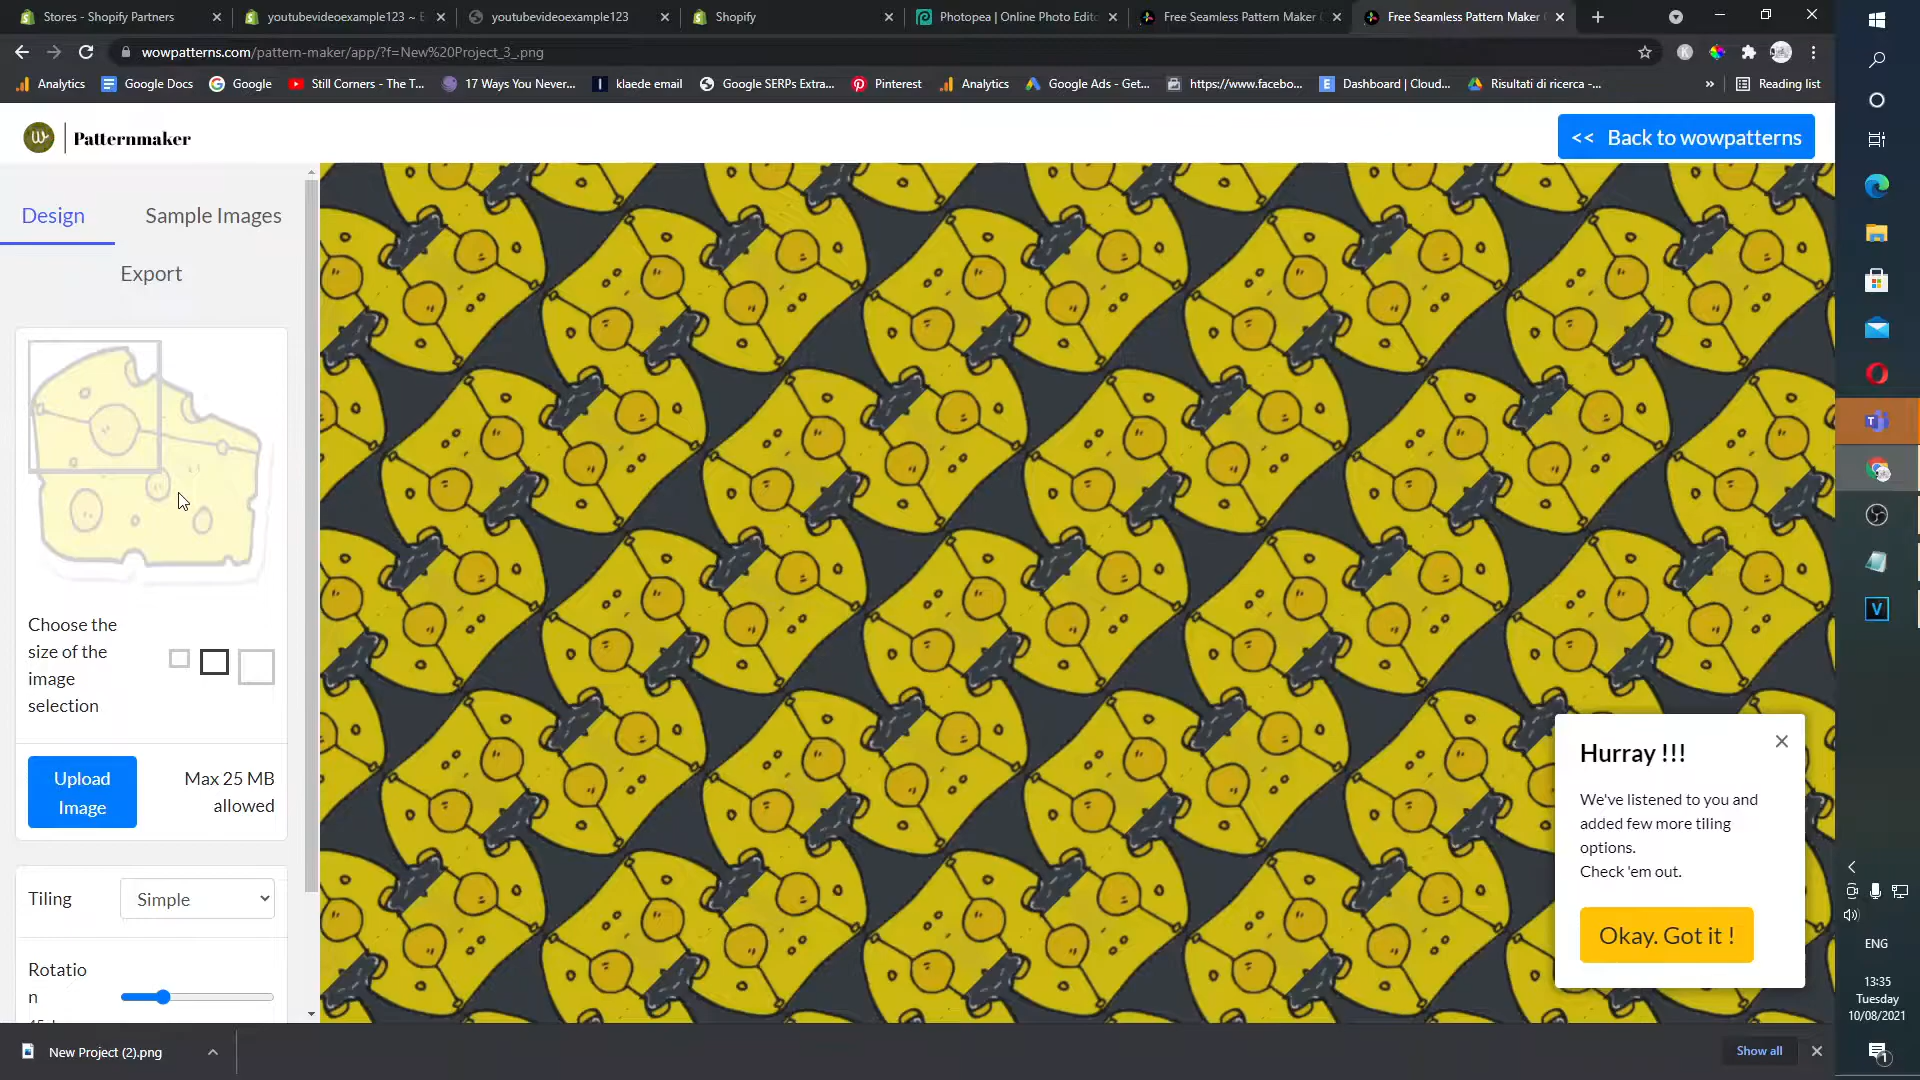 Stores - Shopify Partners
youtubevideoexample123 ~ E
youtubevideoexample123
Shopify
Photopea | Online Photo Edito
Free Seamless Pattern Maker O
Free Seamless Pattern Maker O
wowpatterns.com/pattern-maker/app/?f=New%20Project_3_.png
Analytics
Google Docs
Google
Still Corners - The T...
17 Ways You Never...
klaede email
Google SERPs Extra...
Pinterest
Analytics
Google Ads - Get...
https://www.facebo...
Dashboard | Cloud...
Risultati di ricerca -...
»
Reading list
W Patternmaker
<< Back to wowpatterns
Design
Sample Images
Export
Choose the
size of the
image
selection
Upload
Image
Max 25 MB
allowed
Tiling
Simple
Rotatio
n
Hurray !!!
We've listened to you and
added few more tiling
options.
Check 'em out.
Okay. Got it !
New Project (2).png
Show all
ENG
13:35
Tuesday
10/08/2021
1